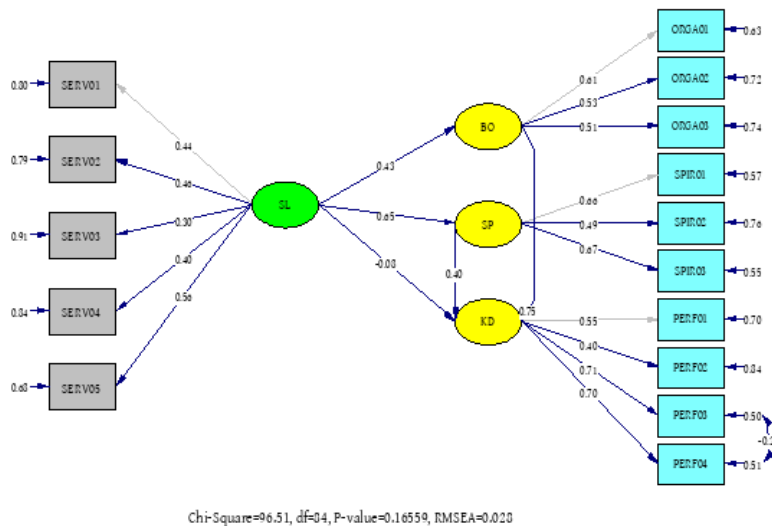 ORGA01
0.63
0.61
ORGA02
0.72
0.53
0.80
SERV01
BO
0.51
ORGA03
0.74
0.44
0.43
0.79
SERV02
0.66
SPIR01
0.57
0.46
SL
0.65
SP
0.49
SPIR02
0.76
0.91
SERV03
0.30
0.67
SPIR03
0.55
-0.08
0.40
0.40
0.84
SERV04
0.75
KD
0.55
PERF01
0.70
0.56
0.40
PERF02
0.84
0.68
SERV05
0.71
0.70
PERF03
0.50
PERF04
0.51
Chi-Square=96.51, df=84, P-value=0.16559, RMSEA=0.028